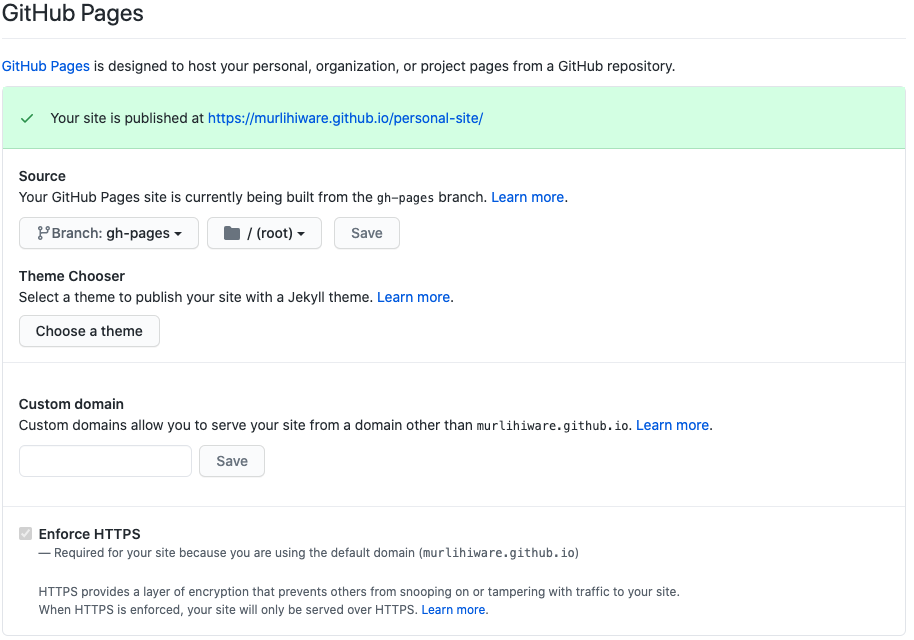 GitHub Pages
GitHub Pages is designed to host your personal, organization, or project pages from a GitHub repository.
Your site is published at https://murlihiware.github.io/personal-site/
Source
Your GitHub Pages site is currently being built from the gh-pages branch. Learn more.
Branch: gh-pages / (root) Save
Theme Chooser
Select a theme to publish your site with a Jekyll theme. Learn more.
Choose a theme
Custom domain
Custom domains allow you to serve your site from a domain other than murlihiware.github.io. Learn more.
Save
Enforce HTTPS
— Required for your site because you are using the default domain (murlihiware.github.io)
HTTPS provides a layer of encryption that prevents others from snooping on or tampering with traffic to your site.
When HTTPS is enforced, your site will only be served over HTTPS. Learn more.